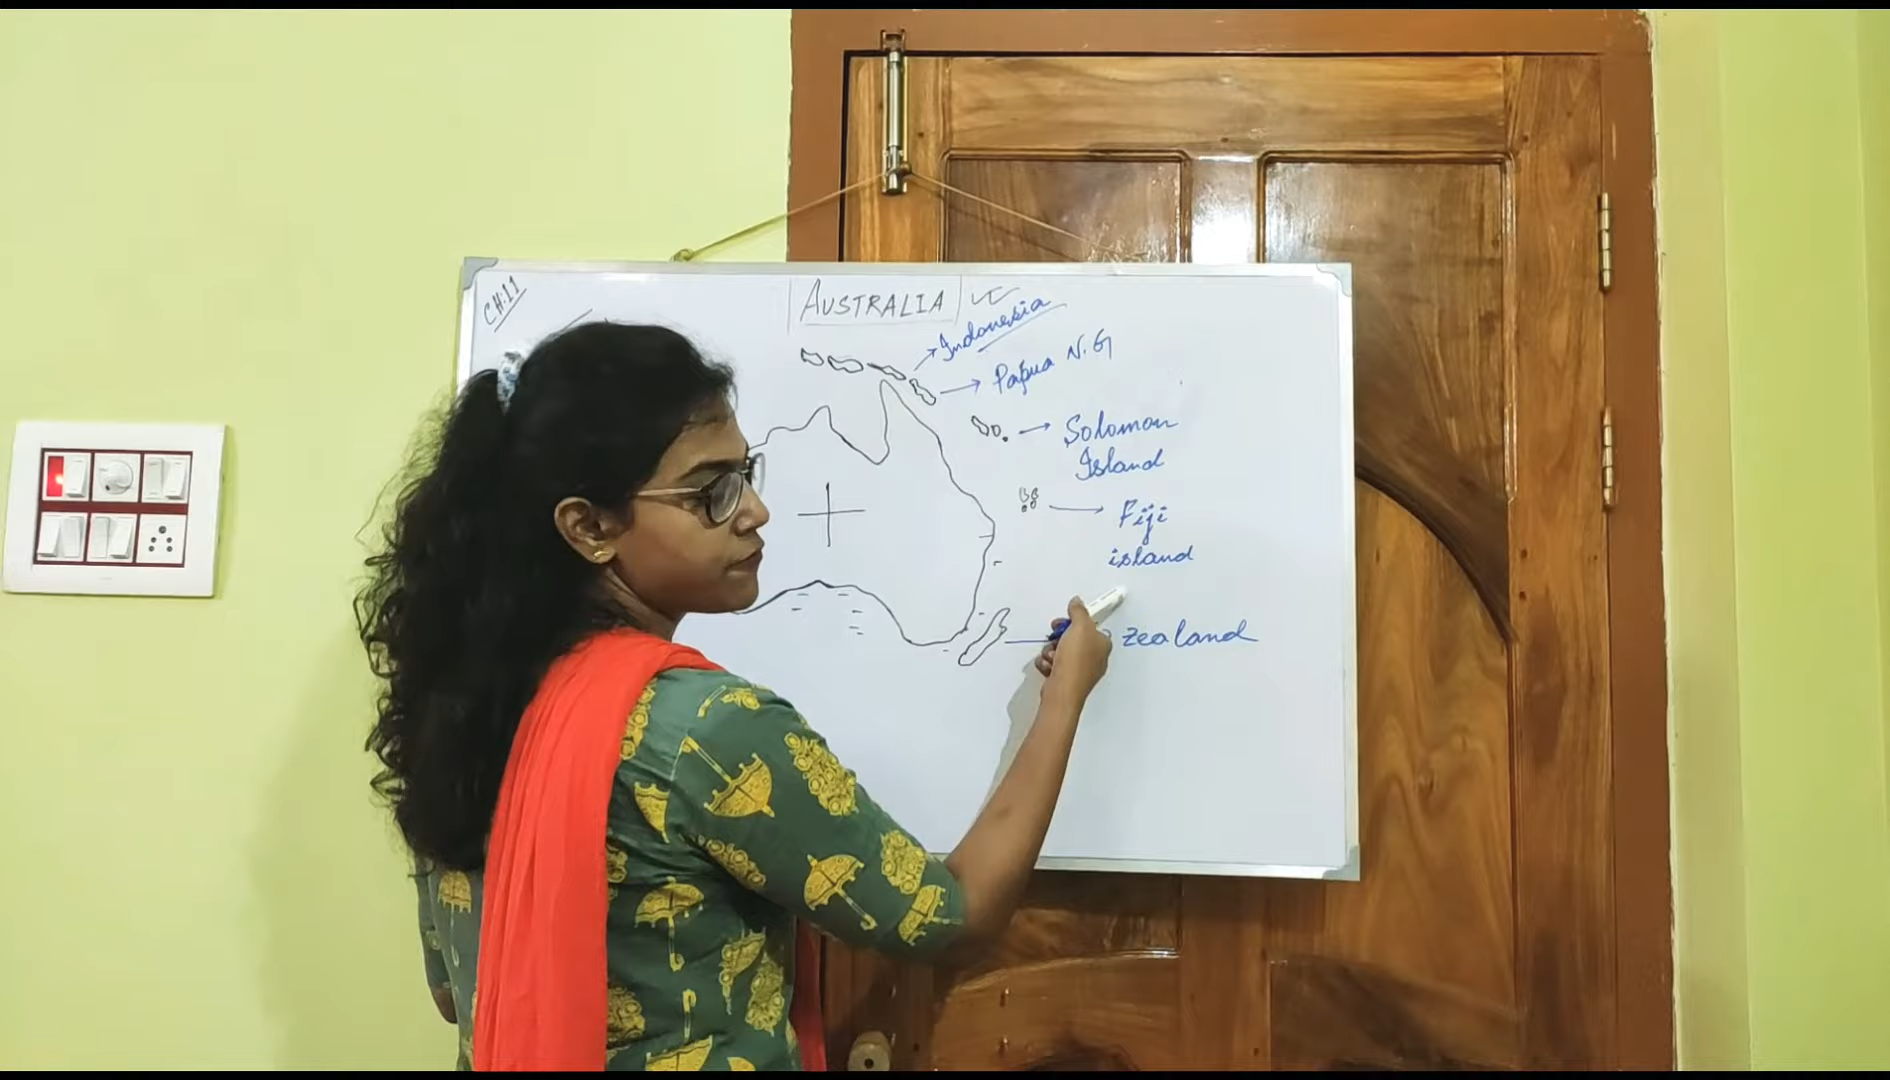 CH:11
AUSTRALIA
Indonesia
Papua N.G
Solomon
Island
Fiji
island
Zealand